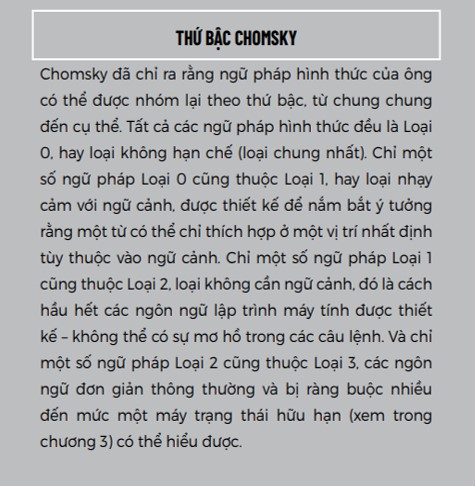 THỨ BẬC CHOMSKY
Chomsky đã chỉ ra rằng ngữ pháp hình thức của ông
có thể được nhóm lại theo thứ bậc, từ chung chung
đến cụ thể. Tất cả các ngữ pháp hình thức đều là Loại
0, hay loại không hạn chế (loại chung nhất). Chỉ một
số ngữ pháp Loại 0 cũng thuộc Loại 1, hay loại nhạy
cảm với ngữ cảnh, được thiết kế để nắm bắt ý tưởng
rằng một từ có thể chỉ thích hợp ở một vị trí nhất định
tùy thuộc vào ngữ cảnh. Chỉ một số ngữ pháp Loại 1
cũng thuộc Loại 2, loại không cần ngữ cảnh, đó là cách
hầu hết các ngôn ngữ lập trình máy tính được thiết
kế – không thể có sự mơ hồ trong các câu lệnh. Và chỉ
một số ngữ pháp Loại 2 cũng thuộc Loại 3, các ngôn
ngữ đơn giản thông thường và bị ràng buộc nhiều
đến mức một máy trạng thái hữu hạn (xem trong
chương 3) có thể hiểu được.